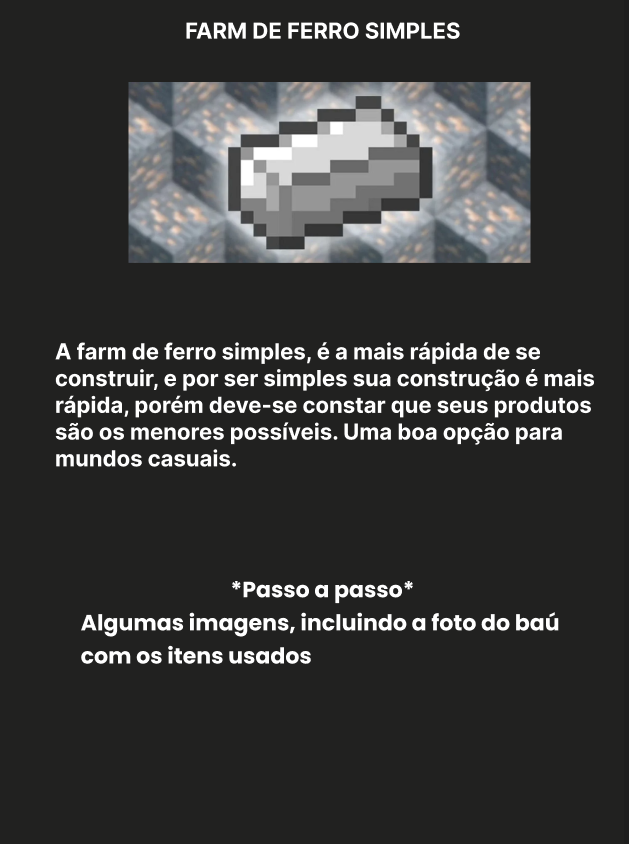 FARM DE FERRO SIMPLES
A farm de ferro simples, é a mais rápida de se
construir, e por ser simples sua construção é mais
rápida, porém deve-se constar que seus produtos
são os menores possíveis. Uma boa opção para
mundos casuais.
*Passo a passo*
Algumas imagens, incluindo a foto do baú
com os itens usados